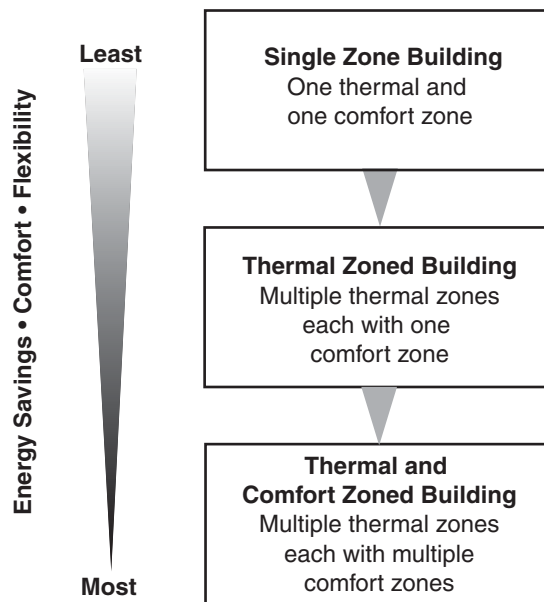 Energy Savings • Comfort • Flexibility
Least
Most
Single Zone Building
One thermal and
one comfort zone
Thermal Zoned Building
Multiple thermal zones
each with one
comfort zone
Thermal and
Comfort Zoned Building
Multiple thermal zones
each with multiple
comfort zones